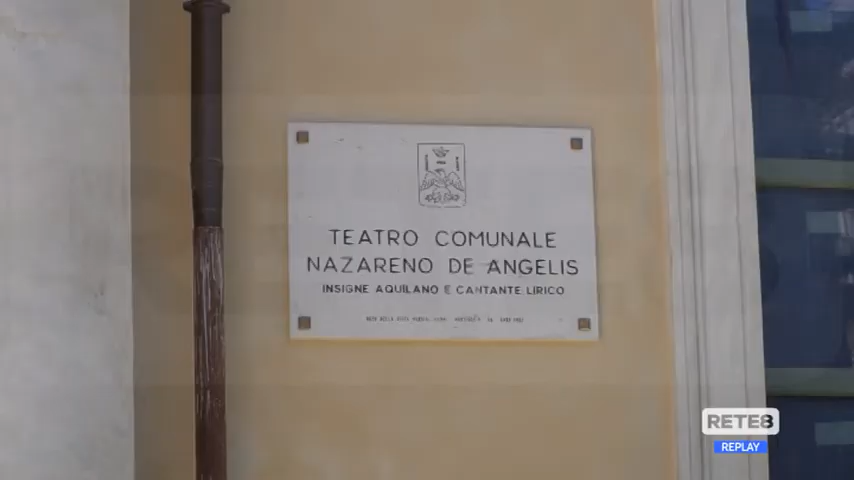 TEATRO COMUNALE
NAZARENO DE ANGELIS
INSIGNE AQUILANO E CANTANTE LIRICO
RETE8
REPLAY